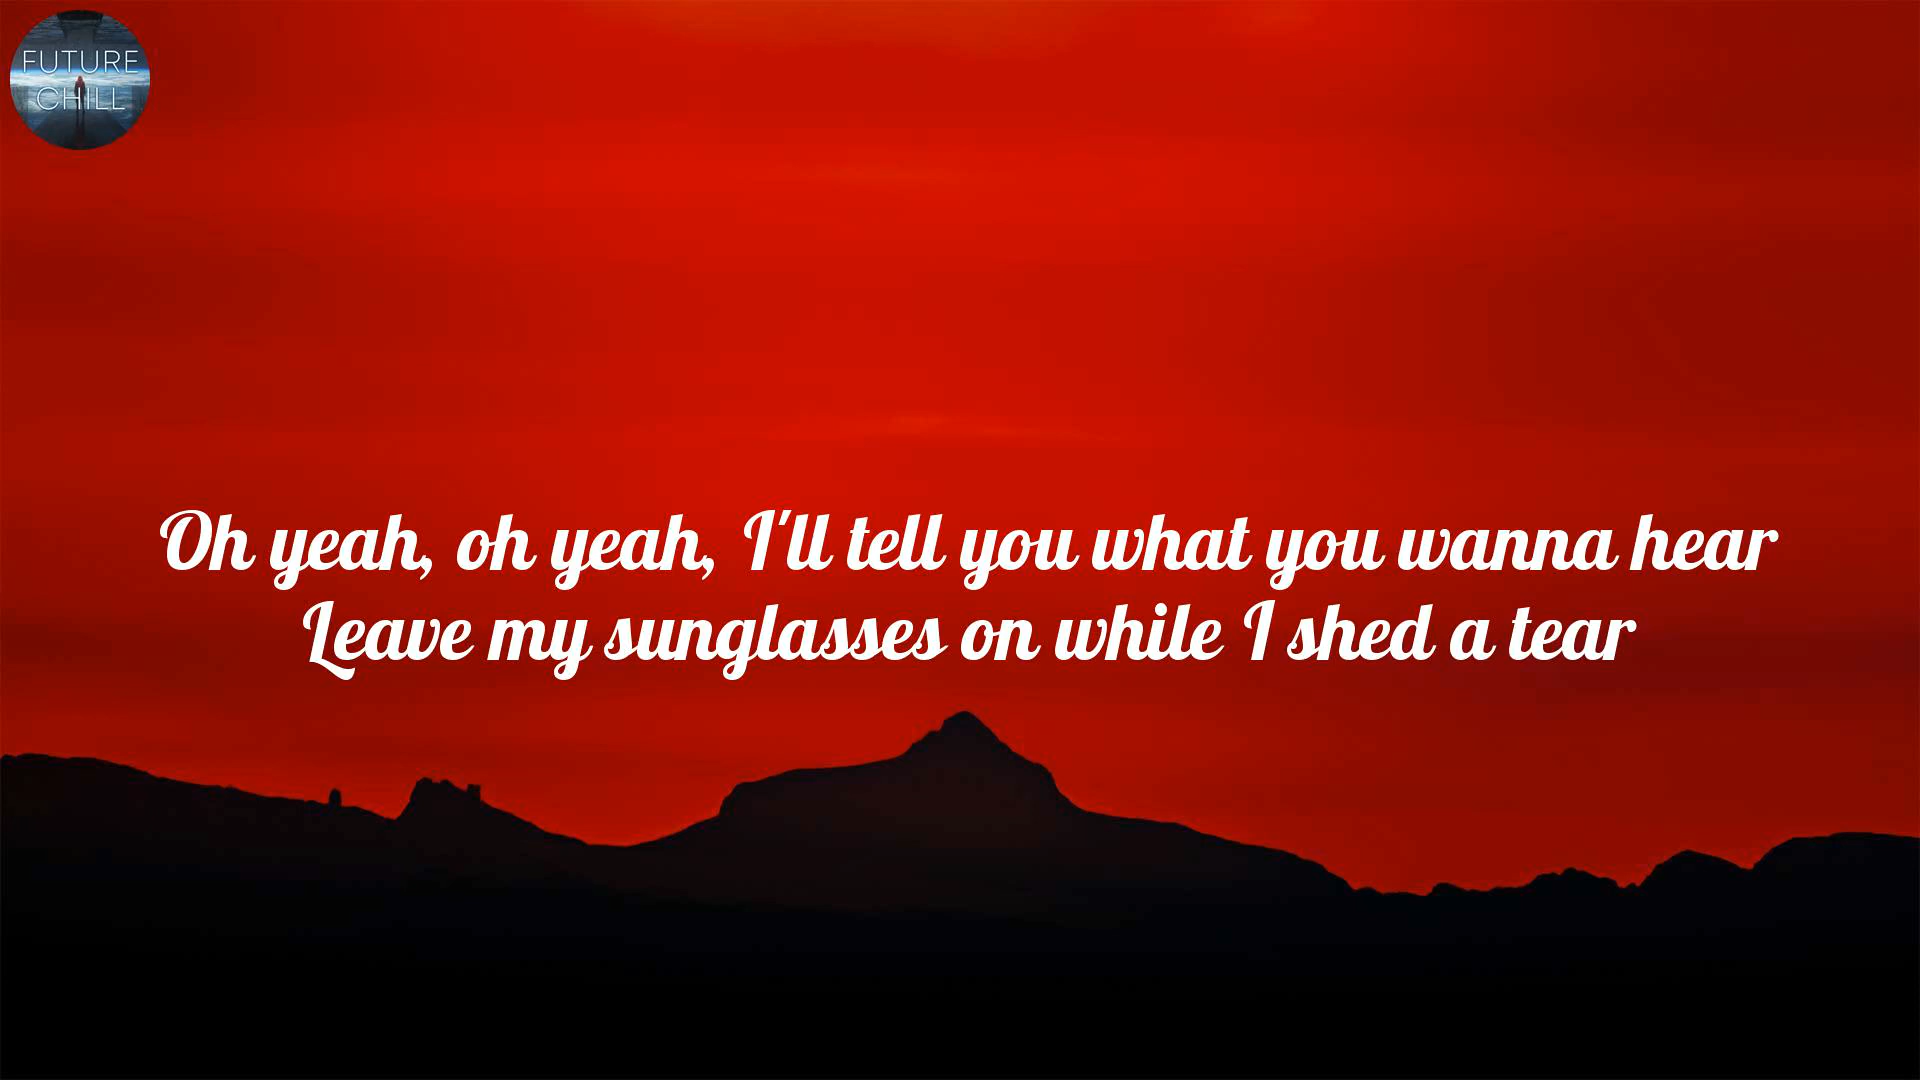 FUTURE
CHILL
Oh yeah, oh yeah, I'll tell you what you wanna hear
Leave my sunglasses on while I shed a tear